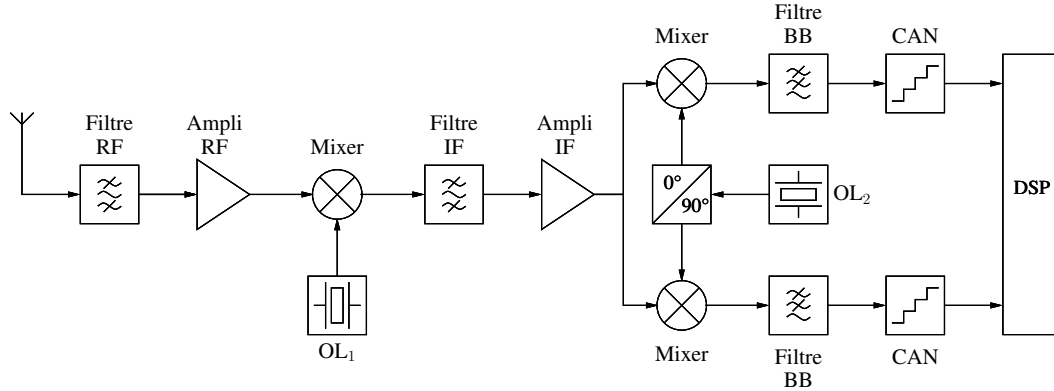 Filtre
BB
Mixer
CAN
Filtre
RF
Ampli
RF
Mixer
Filtre
IF
Ampli
IF
0°
90°
OL₂
DSP
OL₁
Mixer
Filtre
BB
CAN